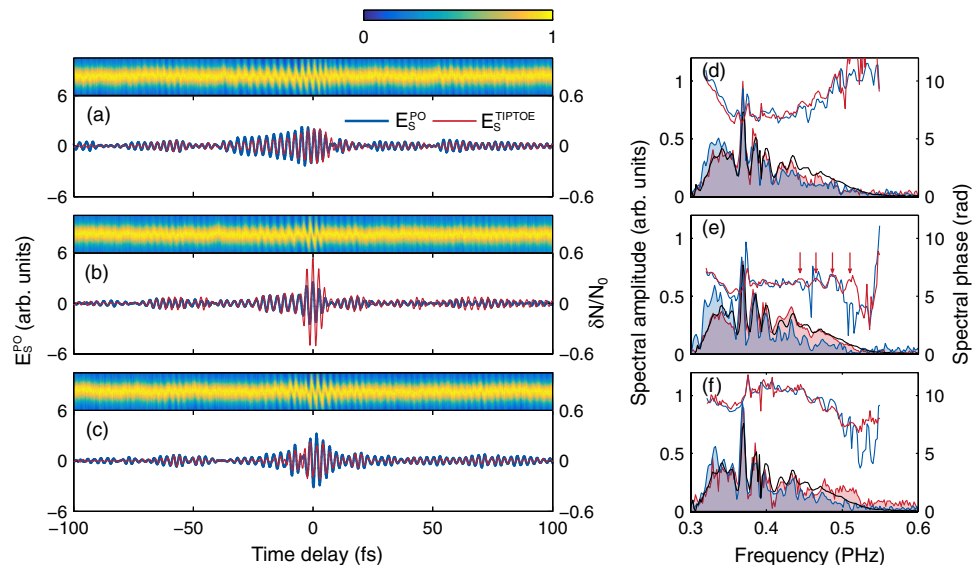 0 1
6 0.6
(a) E_S^PO E_S^TIPTOE
0 0
−6 −0.6
6 0.6
(b)
0 0
−6 −0.6
6 0.6
(c)
0 0
−6 −0.6
−100 −50 0 50 100
Time delay (fs)
E_S^PO (arb. units)
δN/N₀
(d)
1 10
0.5 5
0 0
(e)
1 10
0.5 5
0 0
(f)
1 10
0.5 5
0 0
0.3 0.4 0.5 0.6
Frequency (PHz)
Spectral amplitude (arb. units)
Spectral phase (rad)